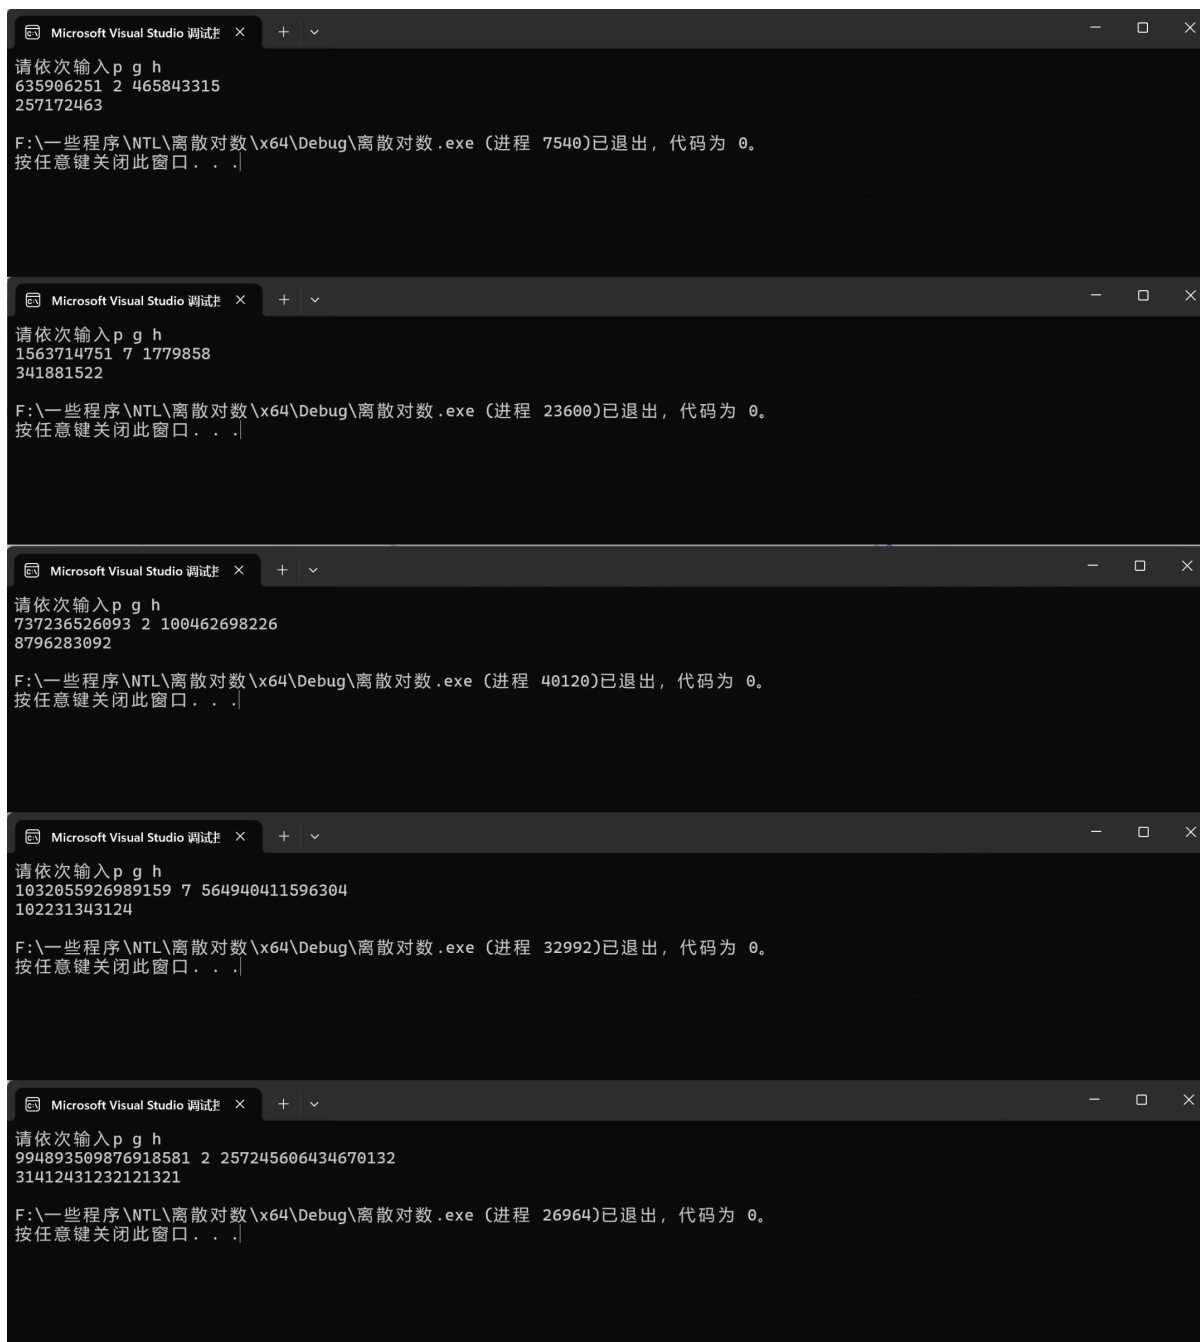 Microsoft Visual Studio 调试控
请依次输入p g h
635906251 2 465843315
257172463
F:\一些程序\NTL\离散对数\x64\Debug\离散对数.exe (进程 7540)已退出，代码为 0。
按任意键关闭此窗口. . .
Microsoft Visual Studio 调试控
请依次输入p g h
1563714751 7 1779858
341881522
F:\一些程序\NTL\离散对数\x64\Debug\离散对数.exe (进程 23600)已退出，代码为 0。
按任意键关闭此窗口. . .
Microsoft Visual Studio 调试控
请依次输入p g h
737236526093 2 100462698226
8796283092
F:\一些程序\NTL\离散对数\x64\Debug\离散对数.exe (进程 40120)已退出，代码为 0。
按任意键关闭此窗口. . .
Microsoft Visual Studio 调试控
请依次输入p g h
1032055926989159 7 564940411596304
102231343124
F:\一些程序\NTL\离散对数\x64\Debug\离散对数.exe (进程 32992)已退出，代码为 0。
按任意键关闭此窗口. . .
Microsoft Visual Studio 调试控
请依次输入p g h
994893509876918581 2 257245606434670132
31412431232121321
F:\一些程序\NTL\离散对数\x64\Debug\离散对数.exe (进程 26964)已退出，代码为 0。
按任意键关闭此窗口. . .